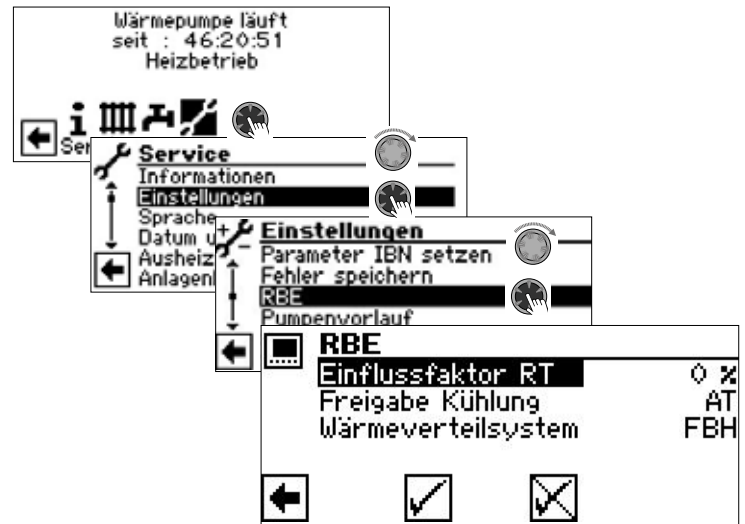 Wärmepumpe läuft
seit : 46:20:51
Heizbetrieb
Ser
Service
Informationen
Einstellungen
Sprache
Datum u
Ausheiz
Anlagen
Einstellungen
Parameter IBN setzen
Fehler speichern
RBE
Pumpenvorlauf
RBE
Einflussfaktor RT 0 %
Freigabe Kühlung AT
Wärmeverteilsystem FBH